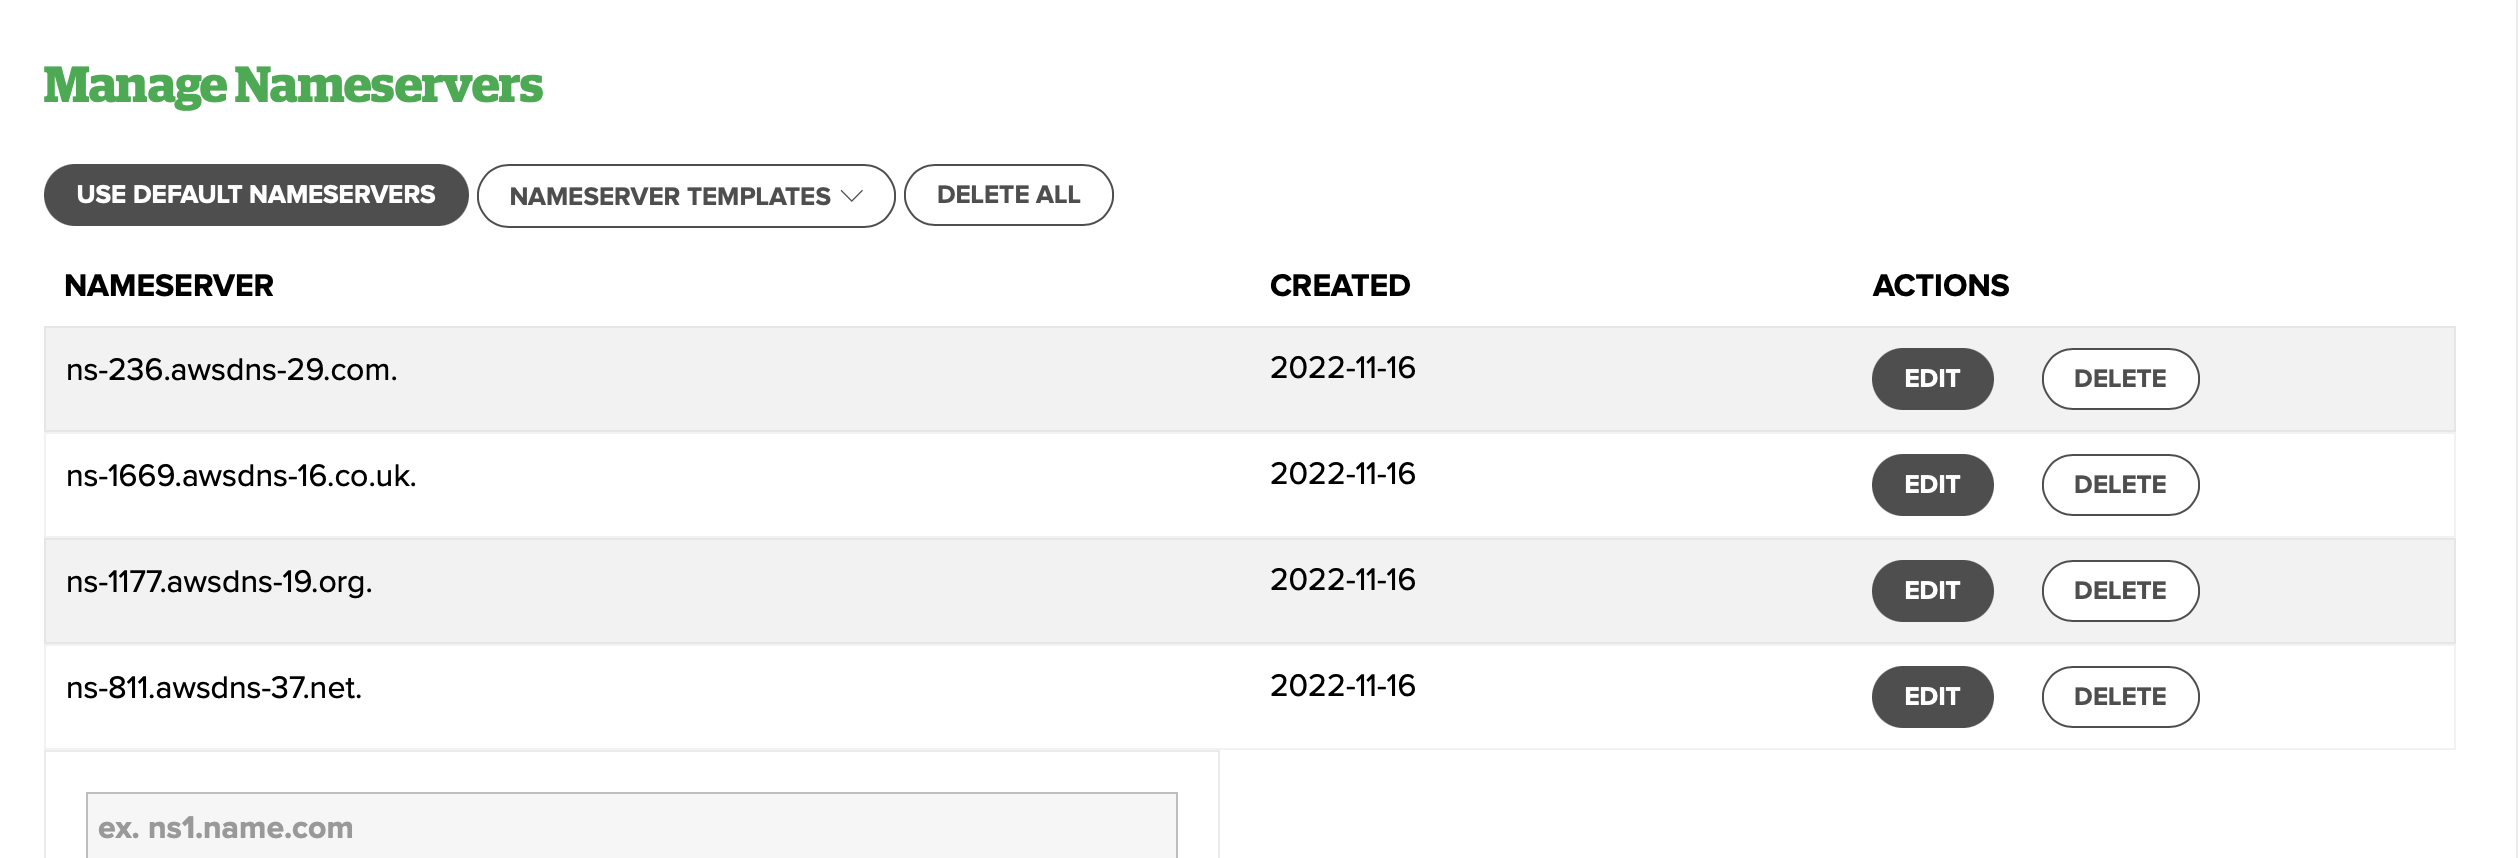 Manage Nameservers
USE DEFAULT NAMESERVERS NAMESERVER TEMPLATES DELETE ALL
NAMESERVER CREATED ACTIONS
ns-236.awsdns-29.com. 2022-11-16 EDIT DELETE
ns-1669.awsdns-16.co.uk. 2022-11-16 EDIT DELETE
ns-1177.awsdns-19.org. 2022-11-16 EDIT DELETE
ns-811.awsdns-37.net. 2022-11-16 EDIT DELETE
ex. ns1.name.com